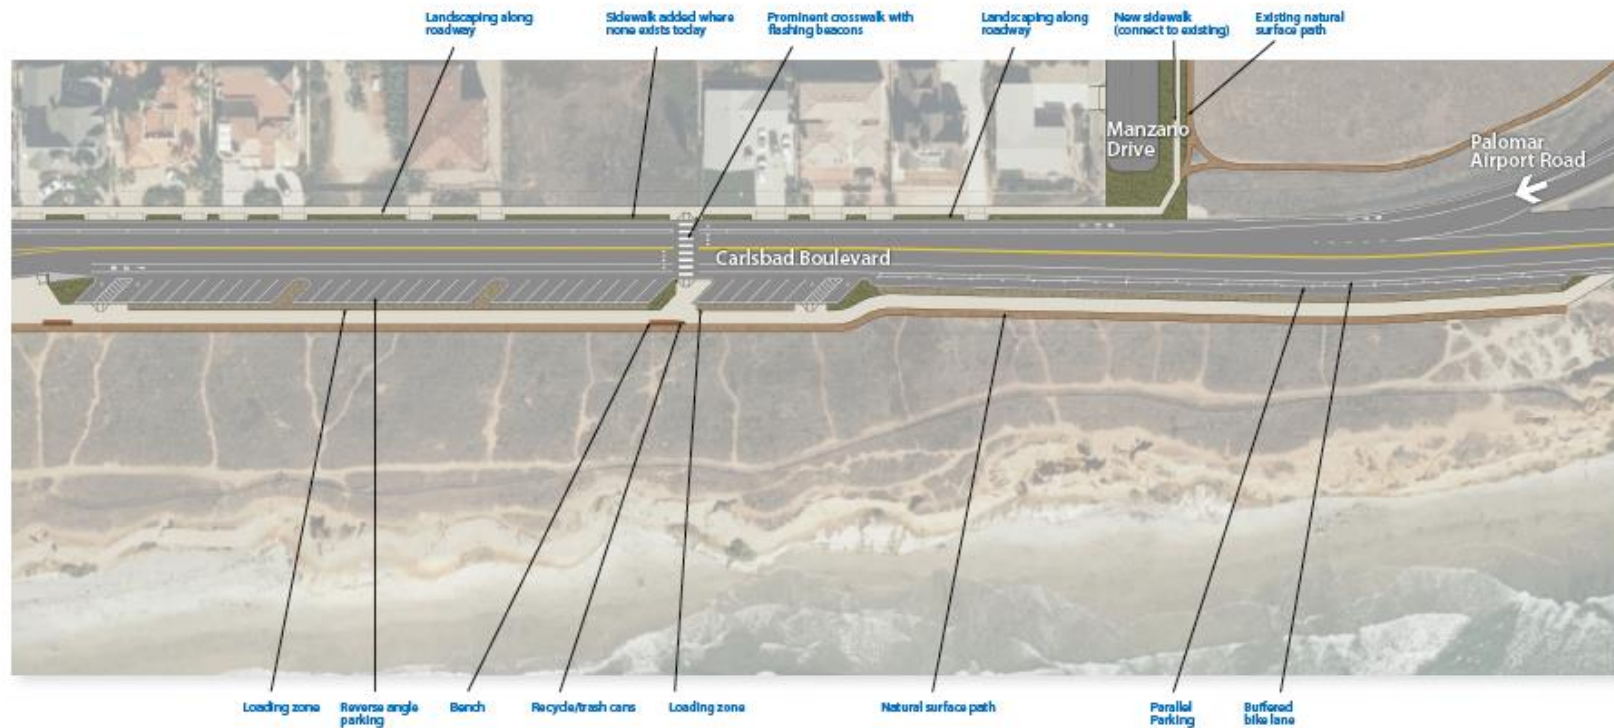 Landscaping along
roadway
Sidewalk added where
none exists today
Prominent crosswalk with
flashing beacons
Landscaping along
roadway
New sidewalk
(connect to existing)
Existing natural
surface path
Manzano
Drive
Palomar
Airport Road
Carlsbad Boulevard
Loading zone
Reverse angle
parking
Bench
Recycle/trash cans
Loading zone
Natural surface path
Parallel
Parking
Buffered
bike lane